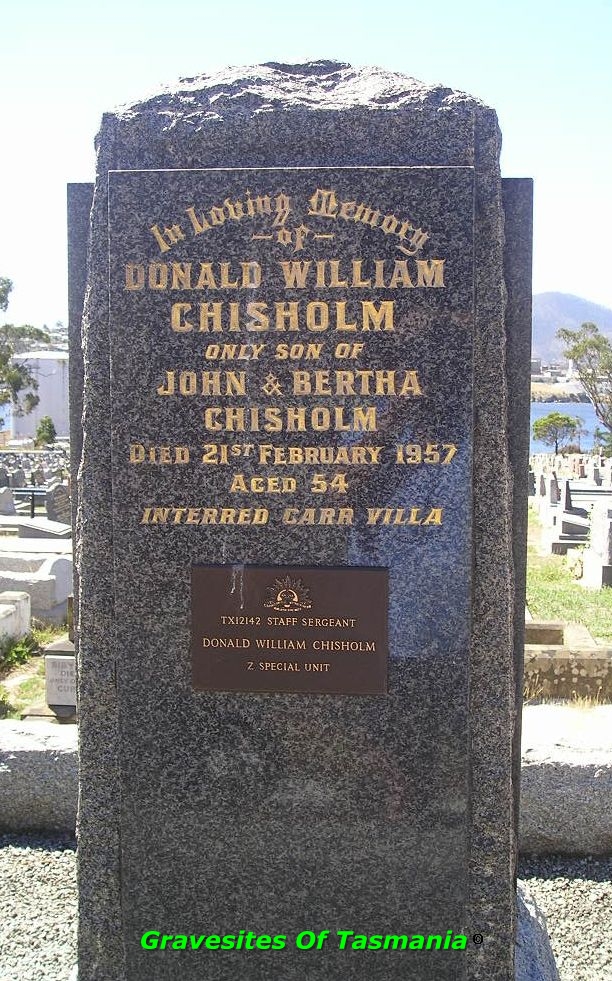 In Loving Memory
– of –
DONALD WILLIAM
CHISHOLM
ONLY SON OF
JOHN & BERTHA
CHISHOLM
DIED 21ST FEBRUARY 1957
AGED 54
INTERRED CARR VILLA
TX12142 STAFF SERGEANT
DONALD WILLIAM CHISHOLM
Z SPECIAL UNIT
Gravesites Of Tasmania©